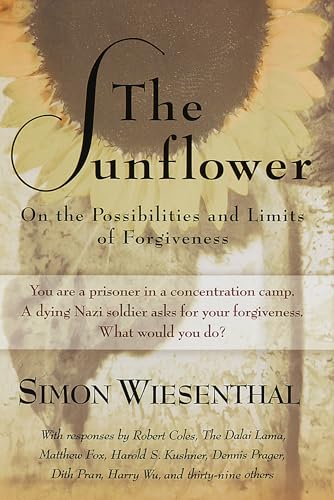 The
Sunflower
On the Possibilities and Limits
of Forgiveness
You are a prisoner in a concentration camp.
A dying Nazi soldier asks for your forgiveness.
What would you do?
SIMON WIESENTHAL
With responses by Robert Coles, The Dalai Lama,
Matthew Fox, Harold S. Kushner, Dennis Prager,
Dith Pran, Harry Wu, and thirty-nine others